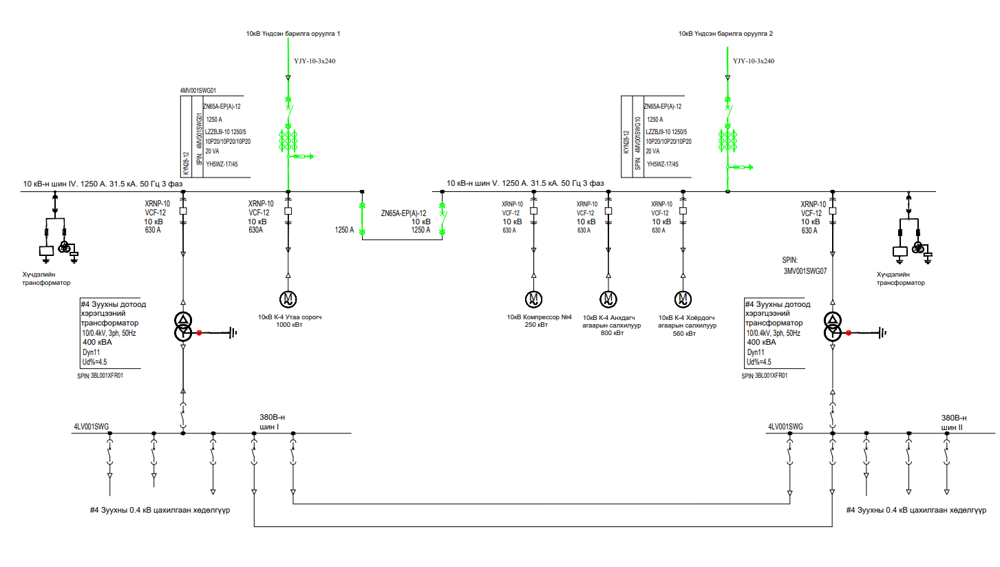 10кВ Үндсэн барилга оруулга 1
10кВ Үндсэн барилга оруулга 2
YJY-10-3x240
YJY-10-3x240
4MV001SWG01
KYN28-12
SPIN: 4MV001SWG01
ZN65A-EP(A)-12
1250 A
LZZBJ9-10 1250/5
10P20/10P20/10P20
20 VA
YH5WZ-17/45
KYN28-12
SPIN: 4MV001SWG10
ZN65A-EP(A)-12
1250 A
LZZBJ9-10 1250/5
10P20/10P20/10P20
20 VA
YH5WZ-17/45
10 кВ-н шин IV. 1250 А. 31.5 кА. 50 Гц 3 фаз
10 кВ-н шин V. 1250 А. 31.5 кА. 50 Гц 3 фаз
XRNP-10
VCF-12
10 кВ
630 A
XRNP-10
VCF-12
10 кВ
630A
1250 A
ZN65A-EP(A)-12
10 кВ
1250 A
XRNP-10
VCF-12
10 кВ
630 A
XRNP-10
VCF-12
10 кВ
630 A
XRNP-10
VCF-12
10 кВ
630 A
XRNP-10
VCF-12
10 кВ
630 A
SPIN:
3MV001SWG07
Хүчдэлийн
трансформатор
Хүчдэлийн
трансформатор
M
M
M
M
10кВ К-4 Утаа сорогч
1000 кВт
10кВ Компрессор №4
250 кВт
10кВ К-4 Анхдагч
агаарын салхилуур
800 кВт
10кВ К-4 Хоёрдогч
агаарын салхилуур
560 кВт
#4 Зуухны дотоод
хэрэгцээний
трансформатор
10/0.4kV, 3ph, 50Hz
400 кВА
Dyn11
Ud%=4.5
SPIN: 3BL001XFR01
#4 Зуухны дотоод
хэрэгцээний
трансформатор
10/0.4kV, 3ph, 50Hz
400 кВА
Dyn11
Ud%=4.5
SPIN: 3BL001XFR01
4LV001SWG
380В-н
шин I
4LV001SWG
380В-н
шин II
#4 Зуухны 0.4 кВ цахилгаан хөдөлгүүр
#4 Зуухны 0.4 кВ цахилгаан хөдөлгүүр